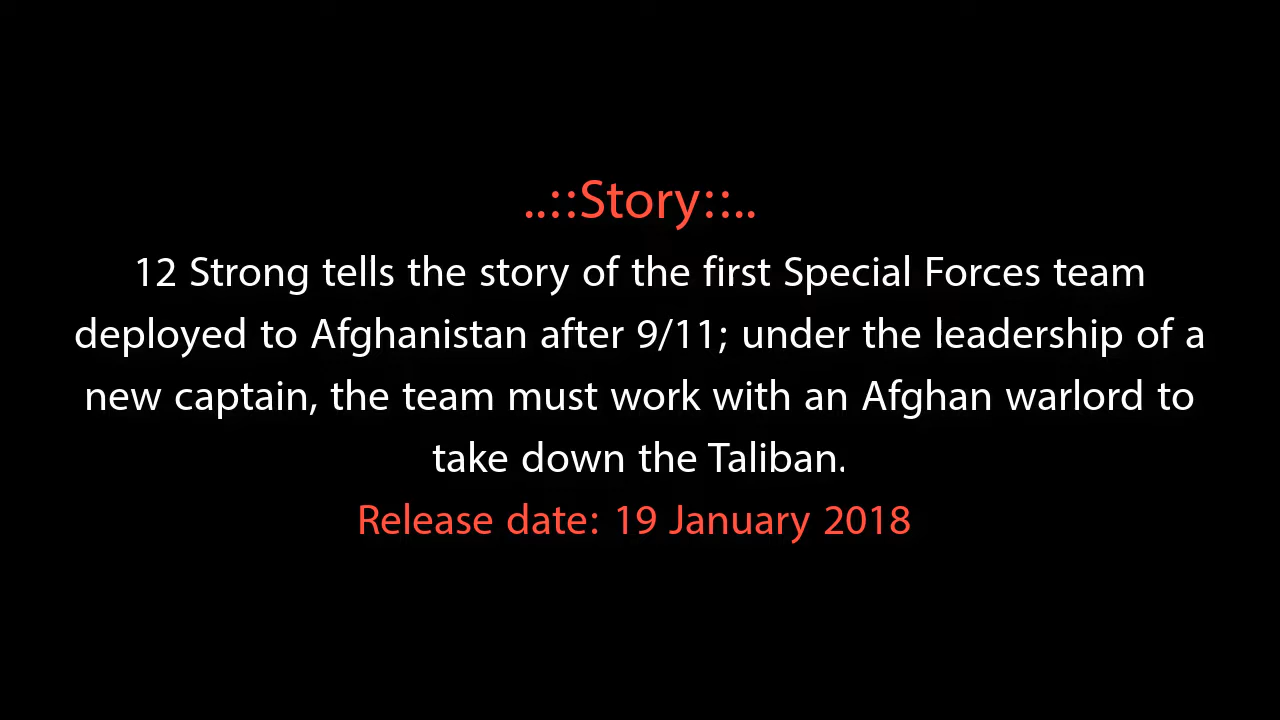 ..::Story::..
12 Strong tells the story of the first Special Forces team
deployed to Afghanistan after 9/11; under the leadership of a
new captain, the team must work with an Afghan warlord to
take down the Taliban.
Release date: 19 January 2018